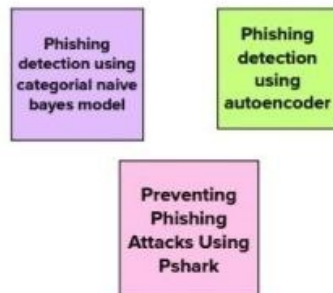 Phishing
detection using
categorial naive
bayes model
Phishing
detection
using
autoencoder
Preventing
Phishing
Attacks Using
Pshark